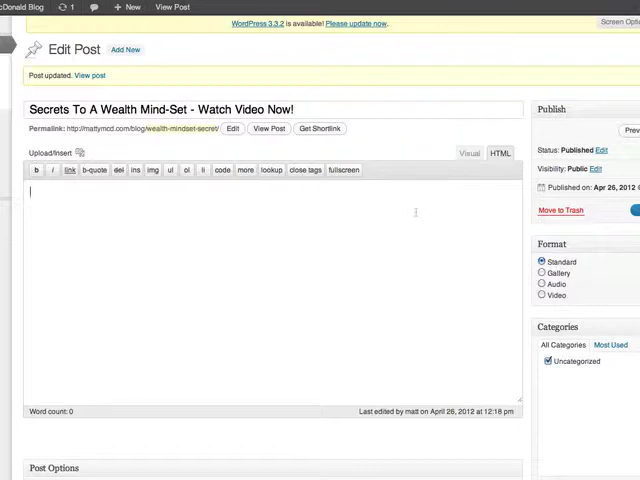 cDonald Blog 1 New View Post
WordPress 3.3.2 is available! Please update now.
Screen Opti
Edit Post Add New
Post updated. View post
Secrets To A Wealth Mind-Set - Watch Video Now!
Permalink: http://mattymcd.com/blog/wealth-mindset-secret/ Edit View Post Get Shortlink
Upload/Insert
Visual HTML
b i link b-quote del ins img ul ol li code more lookup close tags fullscreen
Word count: 0
Last edited by matt on April 26, 2012 at 12:18 pm
Post Options
Publish
Prev
Status: Published Edit
Visibility: Public Edit
Published on: Apr 26, 2012
Move to Trash
Format
Standard
Gallery
Audio
Video
Categories
All Categories Most Used
Uncategorized